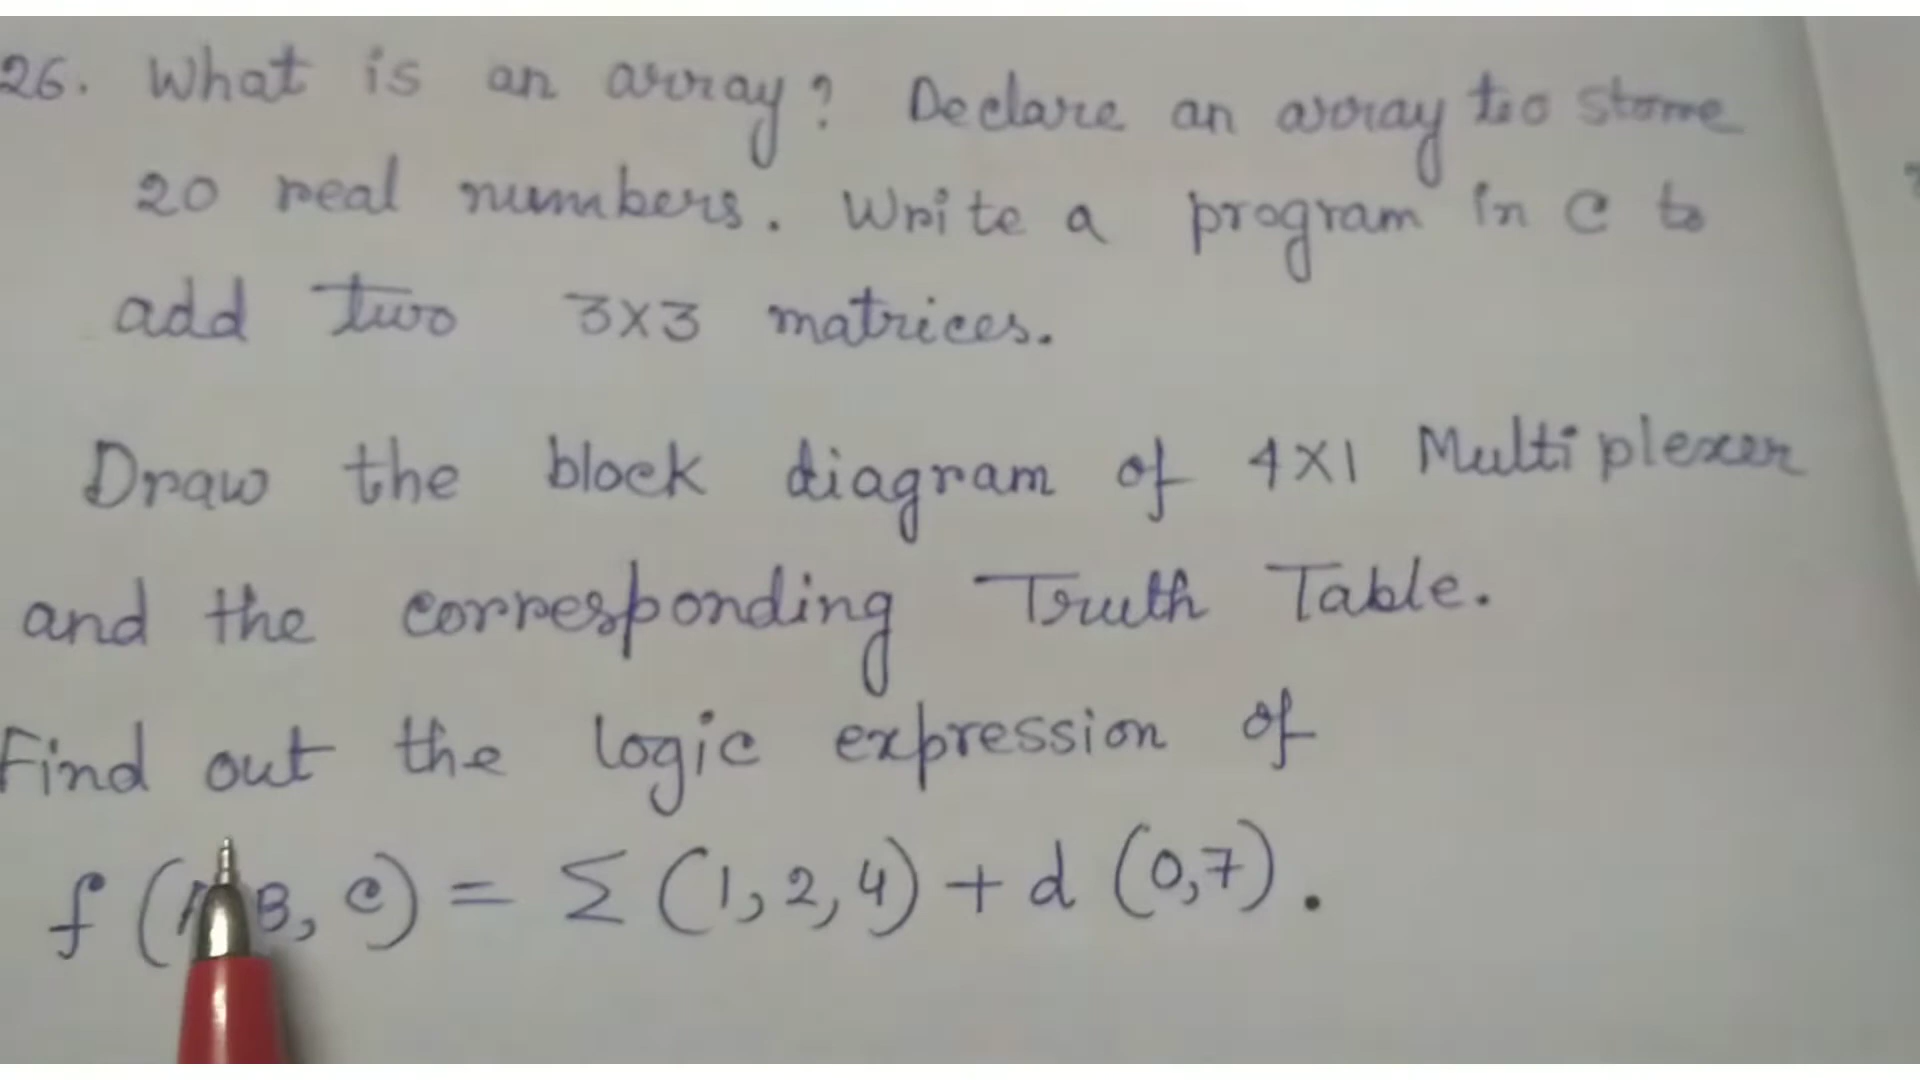 26. What is an array? Declare an array to store
20 real numbers. Write a program in C to
add two 3x3 matrices.
Draw the block diagram of 4x1 Multiplexer
and the corresponding Truth Table.
Find out the logic expression of
f (A B, C) = Σ (1, 2, 4) + d (0,7).